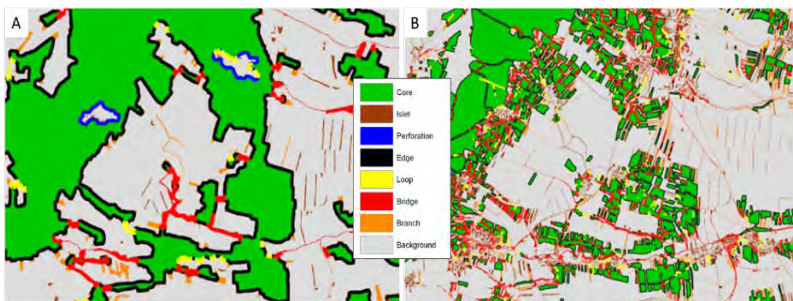 A
B
Core
Islet
Perforation
Edge
Loop
Bridge
Branch
Background